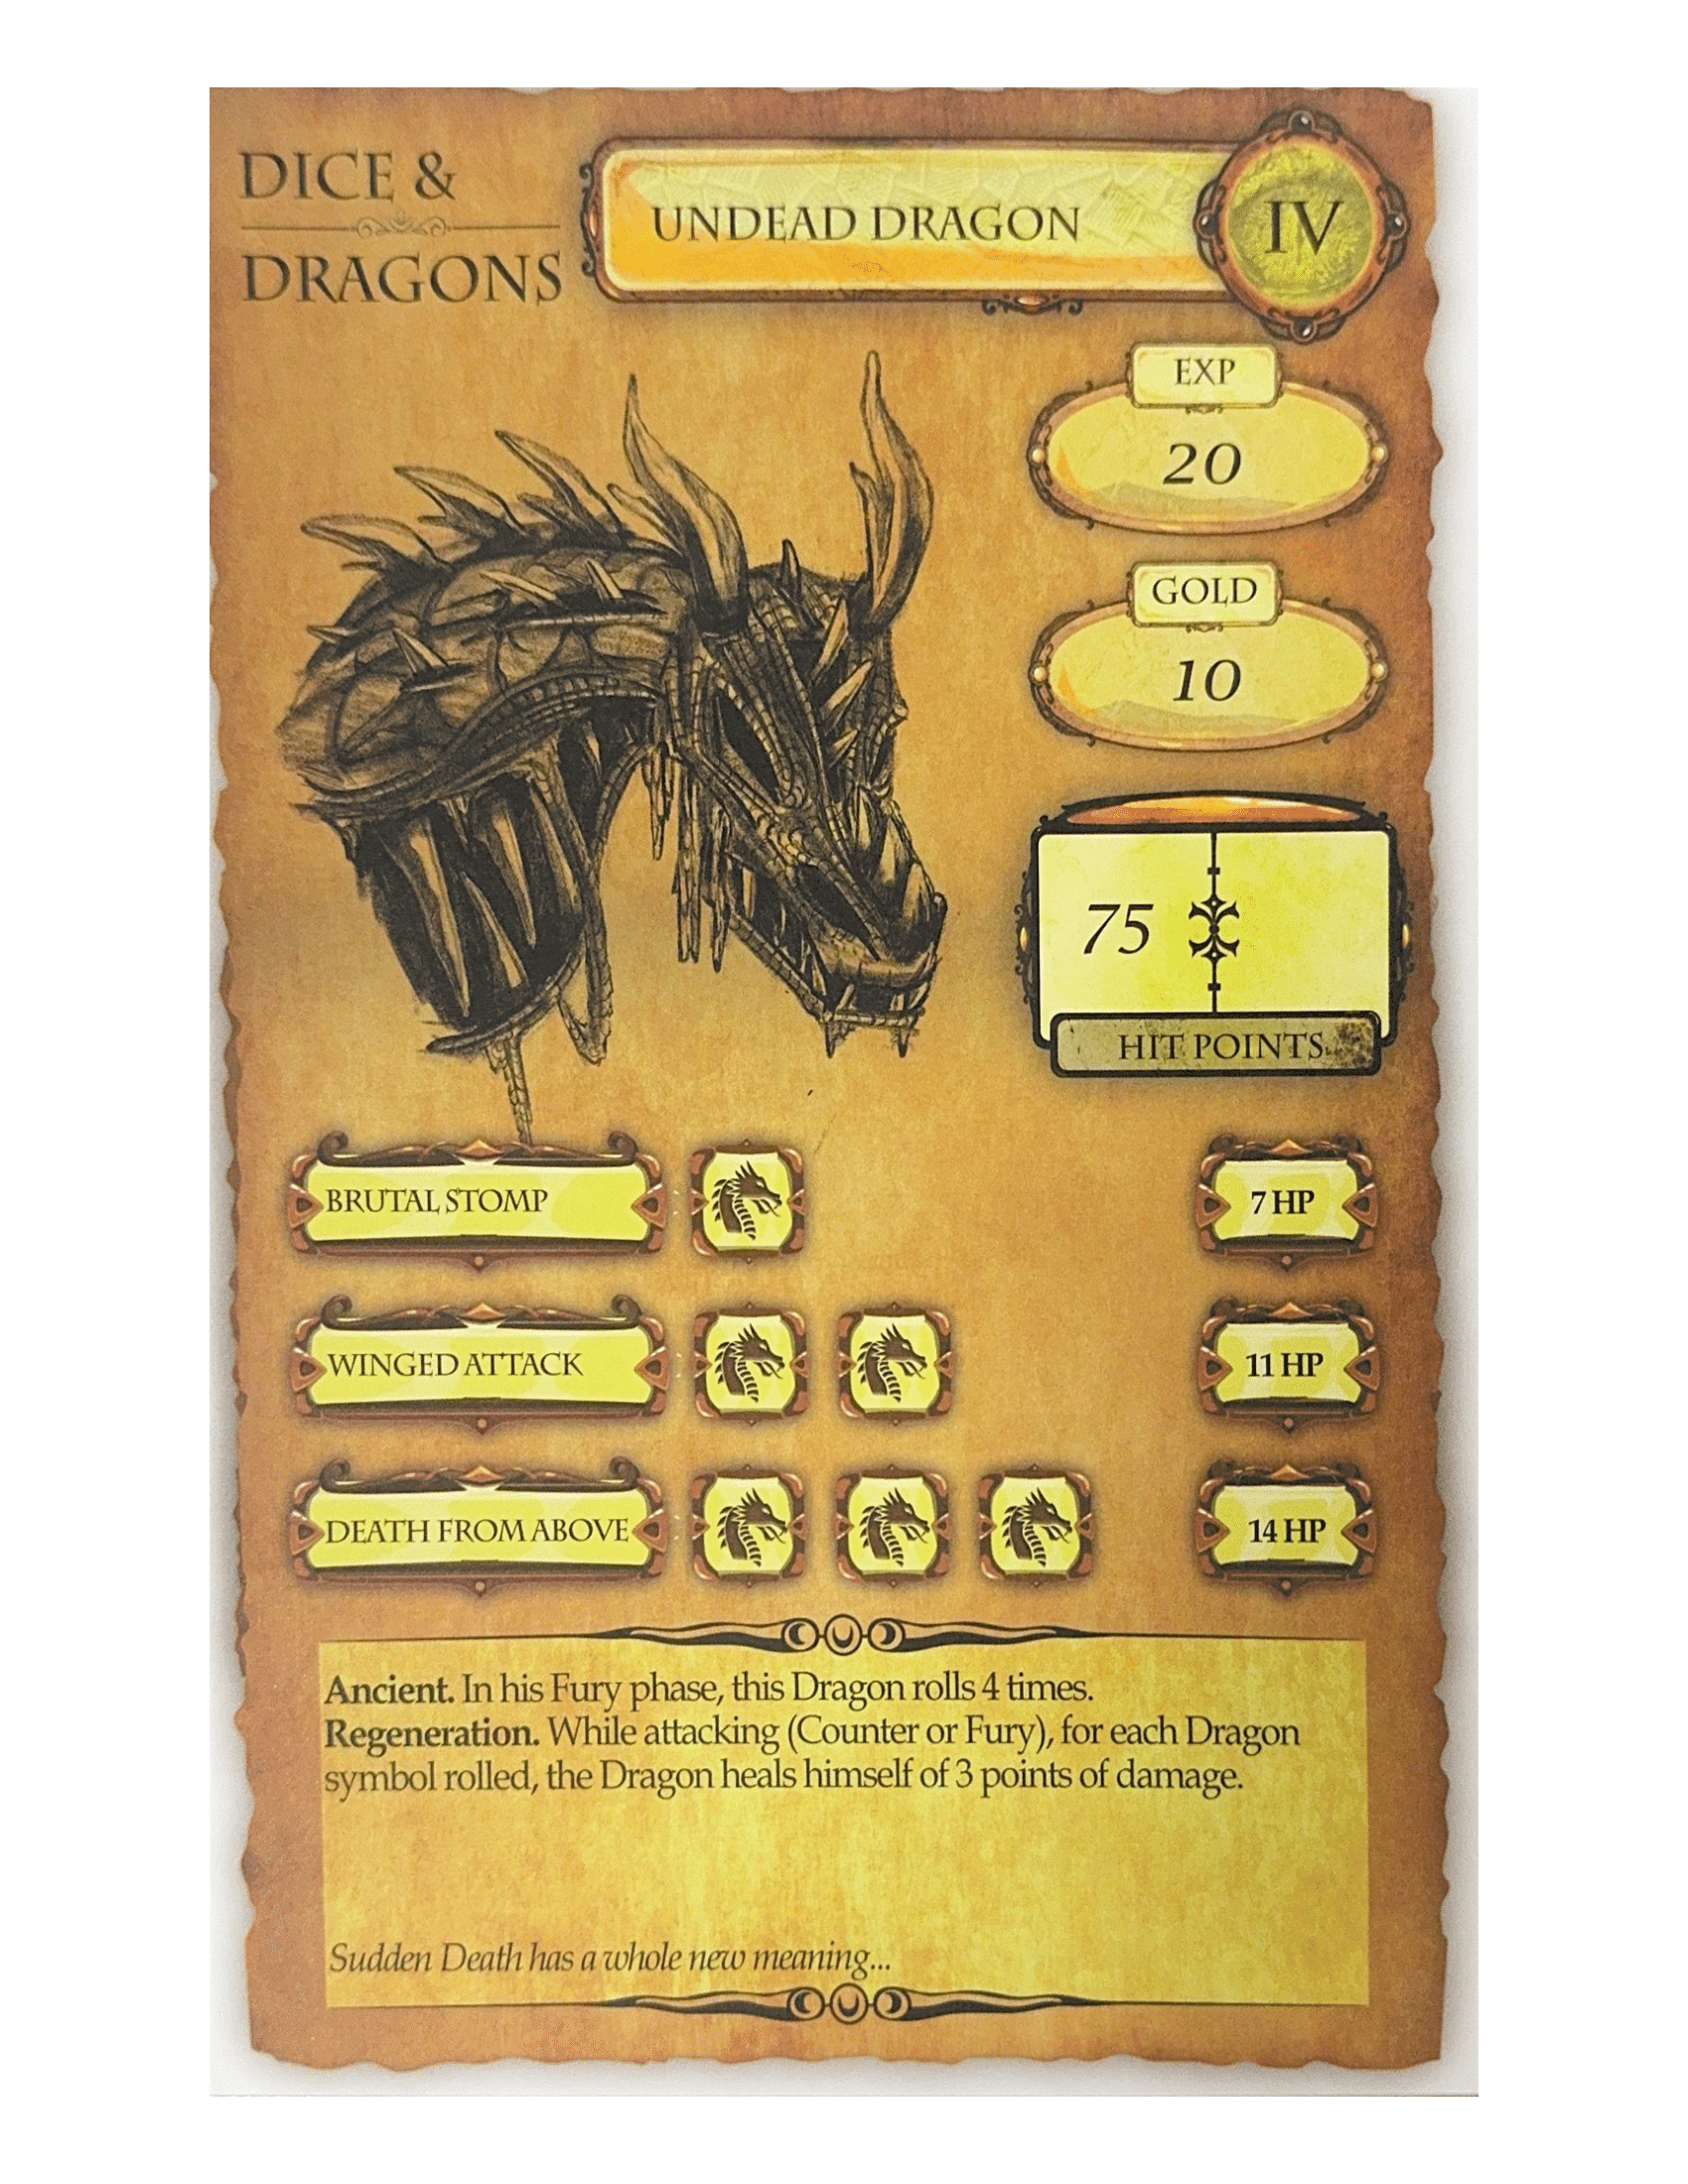 DICE &
DRAGONS
UNDEAD DRAGON
IV
EXP
20
GOLD
10
75
HIT POINTS
BRUTAL STOMP 7 HP
WINGED ATTACK 11 HP
DEATH FROM ABOVE 14 HP
Ancient. In his Fury phase, this Dragon rolls 4 times.
Regeneration. While attacking (Counter or Fury), for each Dragon
symbol rolled, the Dragon heals himself of 3 points of damage.
Sudden Death has a whole new meaning...